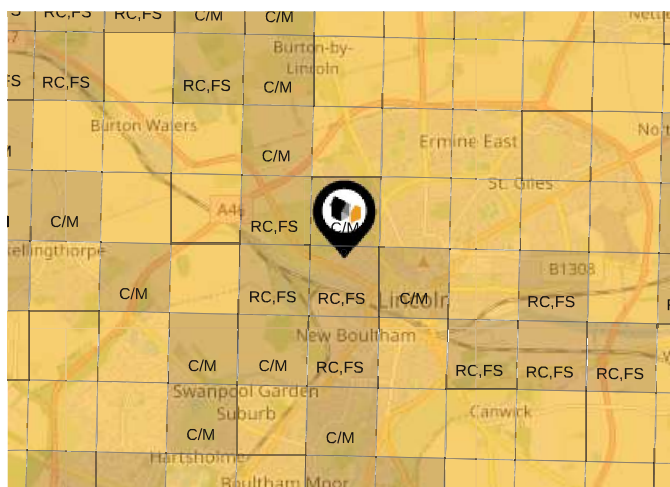 RC,FS RC,FS C/M C/M
Burton-by-
Lincoln
FS RC,FS RC,FS C/M
Burton Waters
Ermine East
C/M
St. Giles
A46
C/M RC,FS C/M
B1308
C/M RC,FS RC,FS C/M RC,FS
Lincoln
New Boultham
C/M C/M RC,FS RC,FS RC,FS RC,FS
Swanpool Garden
Suburb
Canwick
C/M C/M
Hartsholme
Boultham Moor